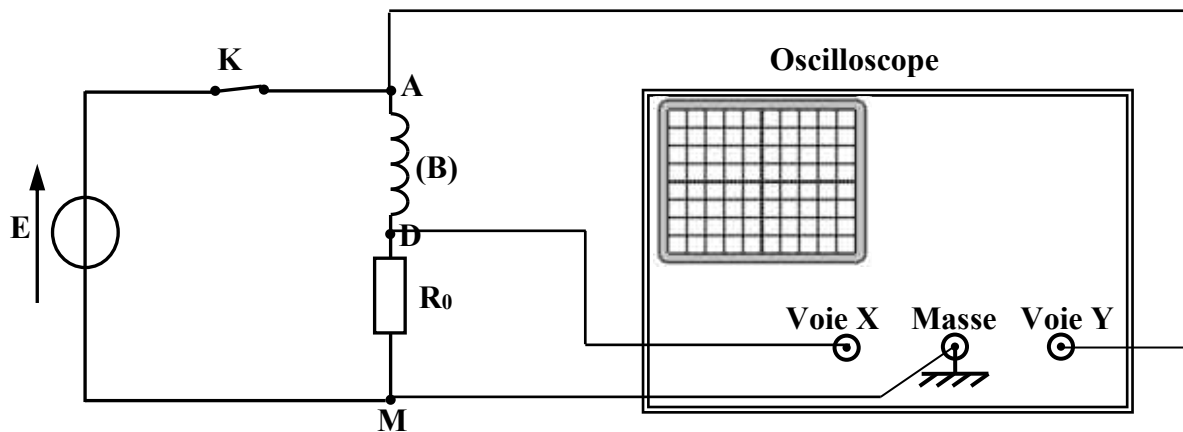 K
Oscilloscope
A
(B)
E
D
R₀
Voie X
Masse
Voie Y
M